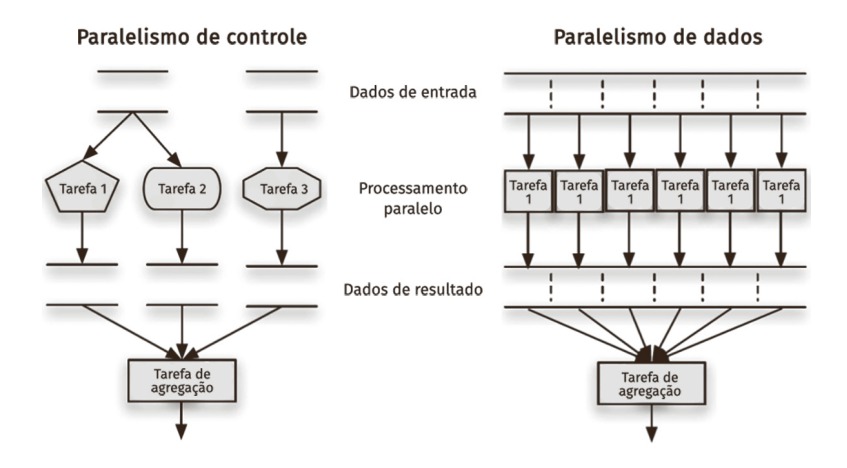 Paralelismo de controle
Paralelismo de dados
Dados de entrada
Tarefa 1
Tarefa 2
Tarefa 3
Processamento
paralelo
Tarefa
1
Tarefa
1
Tarefa
1
Tarefa
1
Tarefa
1
Tarefa
1
Dados de resultado
Tarefa de
agregação
Tarefa de
agregação